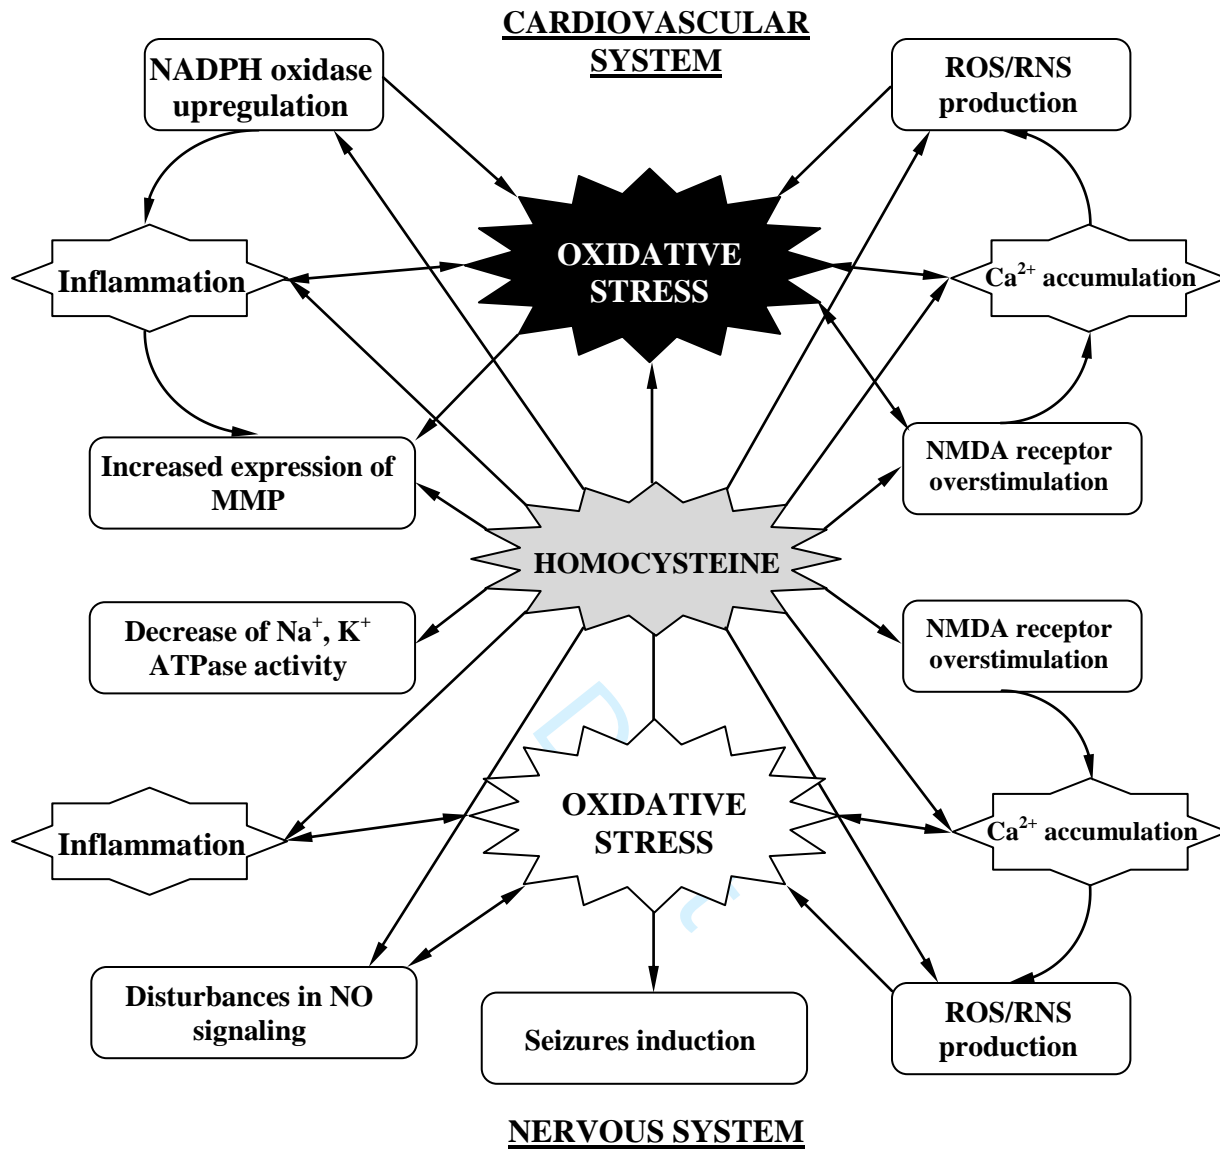 CARDIOVASCULAR
SYSTEM
NADPH oxidase
upregulation
ROS/RNS
production
OXIDATIVE
STRESS
Inflammation
Ca²⁺ accumulation
Increased expression of
MMP
NMDA receptor
overstimulation
HOMOCYSTEINE
Decrease of Na⁺, K⁺
ATPase activity
NMDA receptor
overstimulation
OXIDATIVE
STRESS
Inflammation
Ca²⁺ accumulation
Disturbances in NO
signaling
Seizures induction
ROS/RNS
production
NERVOUS SYSTEM